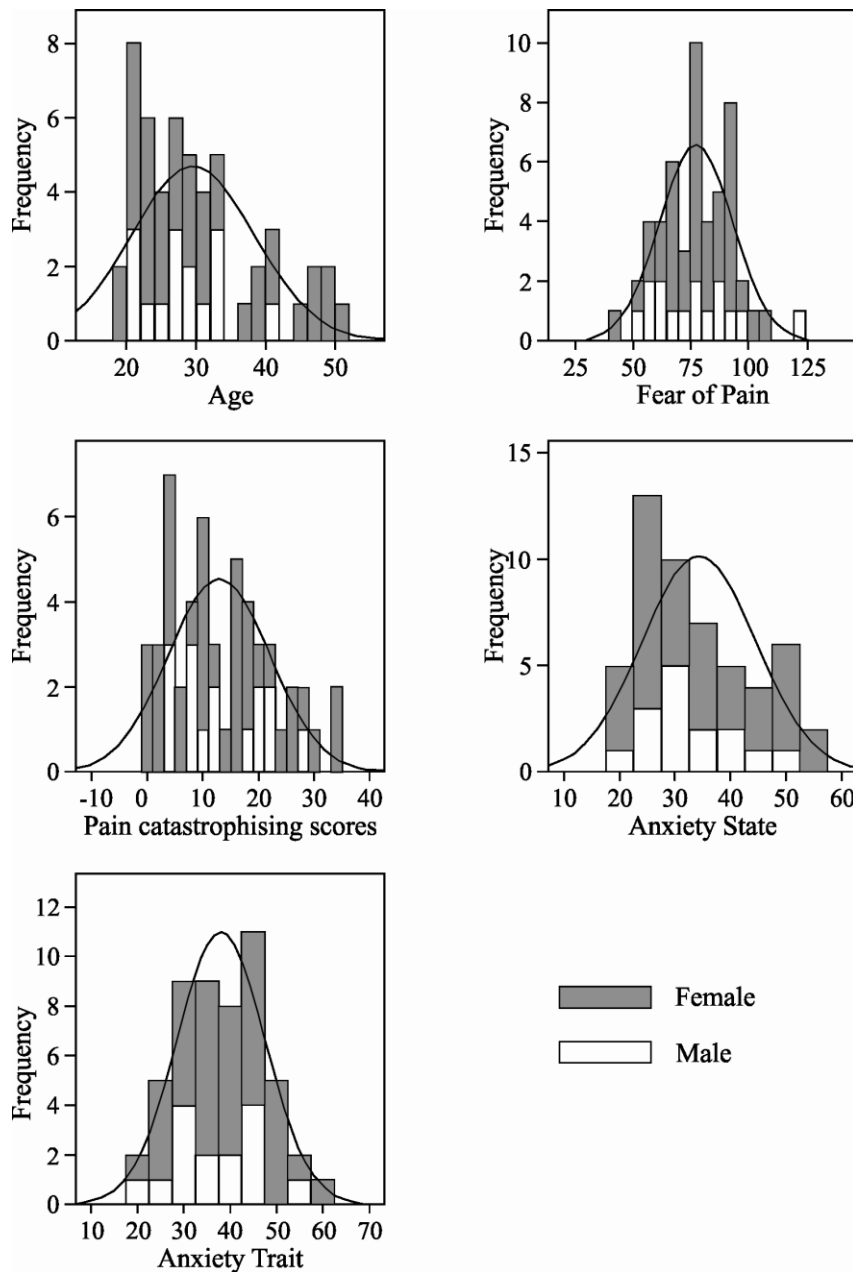 Frequency
8
6
4
2
0
20 30 40 50
Age
Frequency
10
8
6
4
2
0
25 50 75 100 125
Fear of Pain
Frequency
6
4
2
0
-10 0 10 20 30 40
Pain catastrophising scores
Frequency
15
10
5
0
10 20 30 40 50 60
Anxiety State
Frequency
12
10
8
6
4
2
0
10 20 30 40 50 60 70
Anxiety Trait
Female
Male